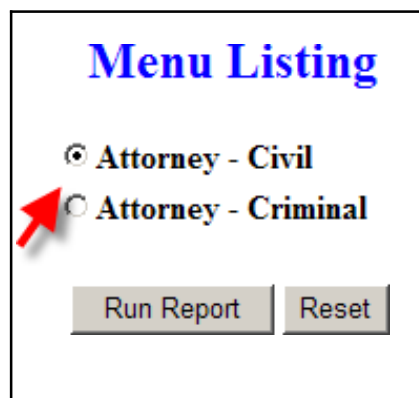 Menu Listing
Attorney - Civil
Attorney - Criminal
Run Report Reset